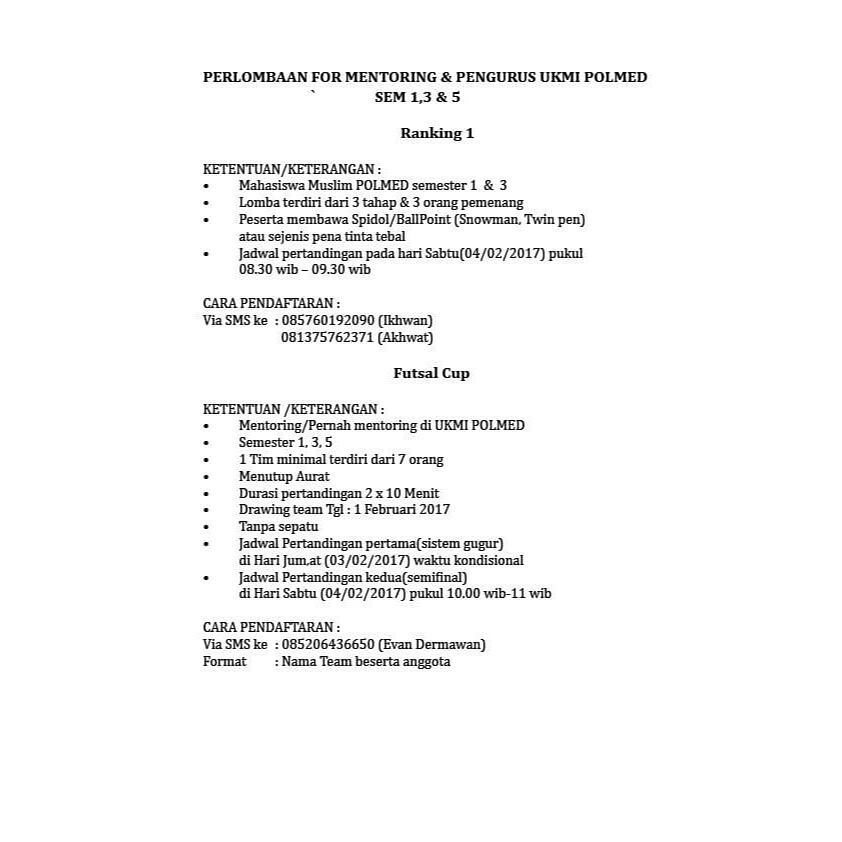 PERLOMBAAN FOR MENTORING & PENGURUS UKMI POLMED
` SEM 1,3 & 5
Ranking 1
KETENTUAN/KETERANGAN :
• Mahasiswa Muslim POLMED semester 1 & 3
• Lomba terdiri dari 3 tahap & 3 orang pemenang
• Peserta membawa Spidol/BallPoint (Snowman, Twin pen)
atau sejenis pena tinta tebal
• Jadwal pertandingan pada hari Sabtu(04/02/2017) pukul
08.30 wib – 09.30 wib
CARA PENDAFTARAN :
Via SMS ke : 085760192090 (Ikhwan)
081375762371 (Akhwat)
Futsal Cup
KETENTUAN /KETERANGAN :
• Mentoring/Pernah mentoring di UKMI POLMED
• Semester 1, 3, 5
• 1 Tim minimal terdiri dari 7 orang
• Menutup Aurat
• Durasi pertandingan 2 x 10 Menit
• Drawing team Tgl : 1 Februari 2017
• Tanpa sepatu
• Jadwal Pertandingan pertama(sistem gugur)
di Hari Jum,at (03/02/2017) waktu kondisional
• Jadwal Pertandingan kedua(semifinal)
di Hari Sabtu (04/02/2017) pukul 10.00 wib-11 wib
CARA PENDAFTARAN :
Via SMS ke : 085206436650 (Evan Dermawan)
Format : Nama Team beserta anggota